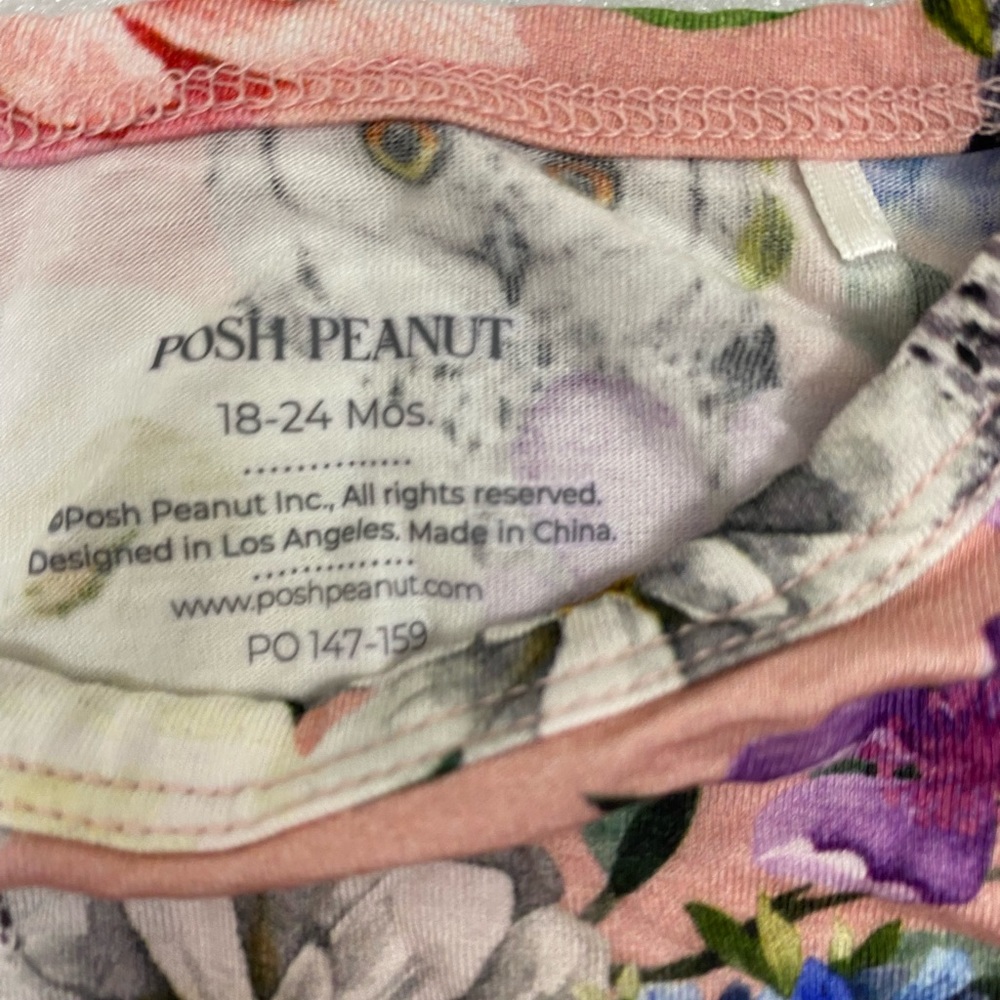 POSH PEANUT
18-24 Mos.
..............
©Posh Peanut Inc., All rights reserved.
Designed in Los Angeles. Made in China.
..............
www.poshpeanut.com
PO 147-159